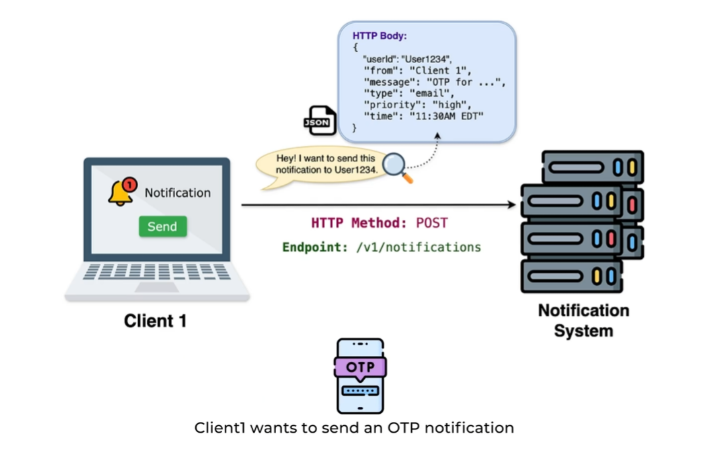 HTTP Body:
{
"userId": "User1234",
"from": "Client 1",
"message": "OTP for ...",
"type": "email",
"priority": "high",
"time": "11:30AM EDT"
}
JSON
Hey! I want to send this
notification to User1234.
1
Notification
Send
HTTP Method: POST
Endpoint: /v1/notifications
Client 1
Notification
System
OTP
Client1 wants to send an OTP notification